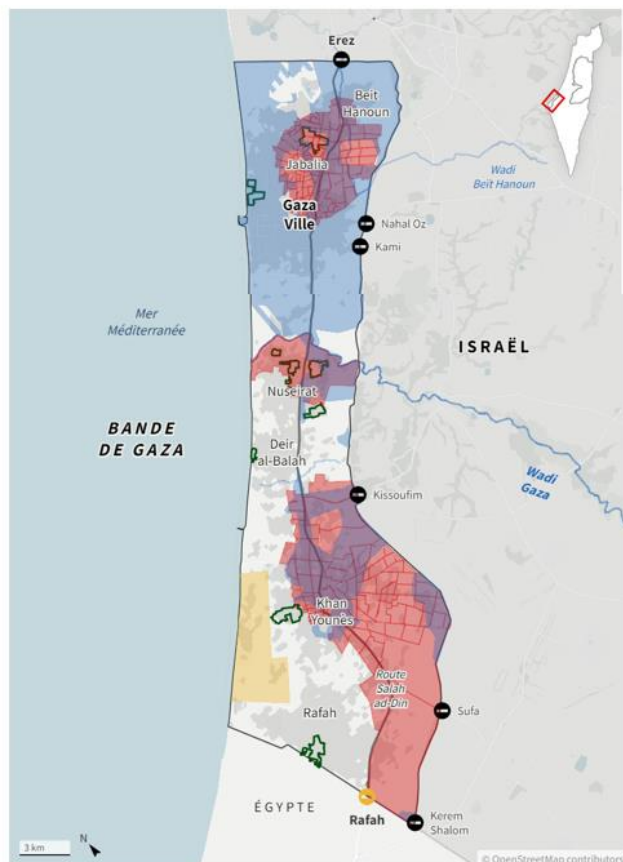 Erez
Beit
Hanoun
Jabalia
Wadi
Beit Hanoun
Gaza
Ville
Nahal Oz
Kami
Mer
Méditerranée
ISRAËL
Nuseirat
BANDE
DE GAZA
Deir
al-Balah
Wadi
Gaza
Kissoufim
Khan
Younès
Route
Salah
ad-Din
Rafah
Sufa
ÉGYPTE
Rafah
Kerem
Shalom
3 km
N
© OpenStreetMap contributors